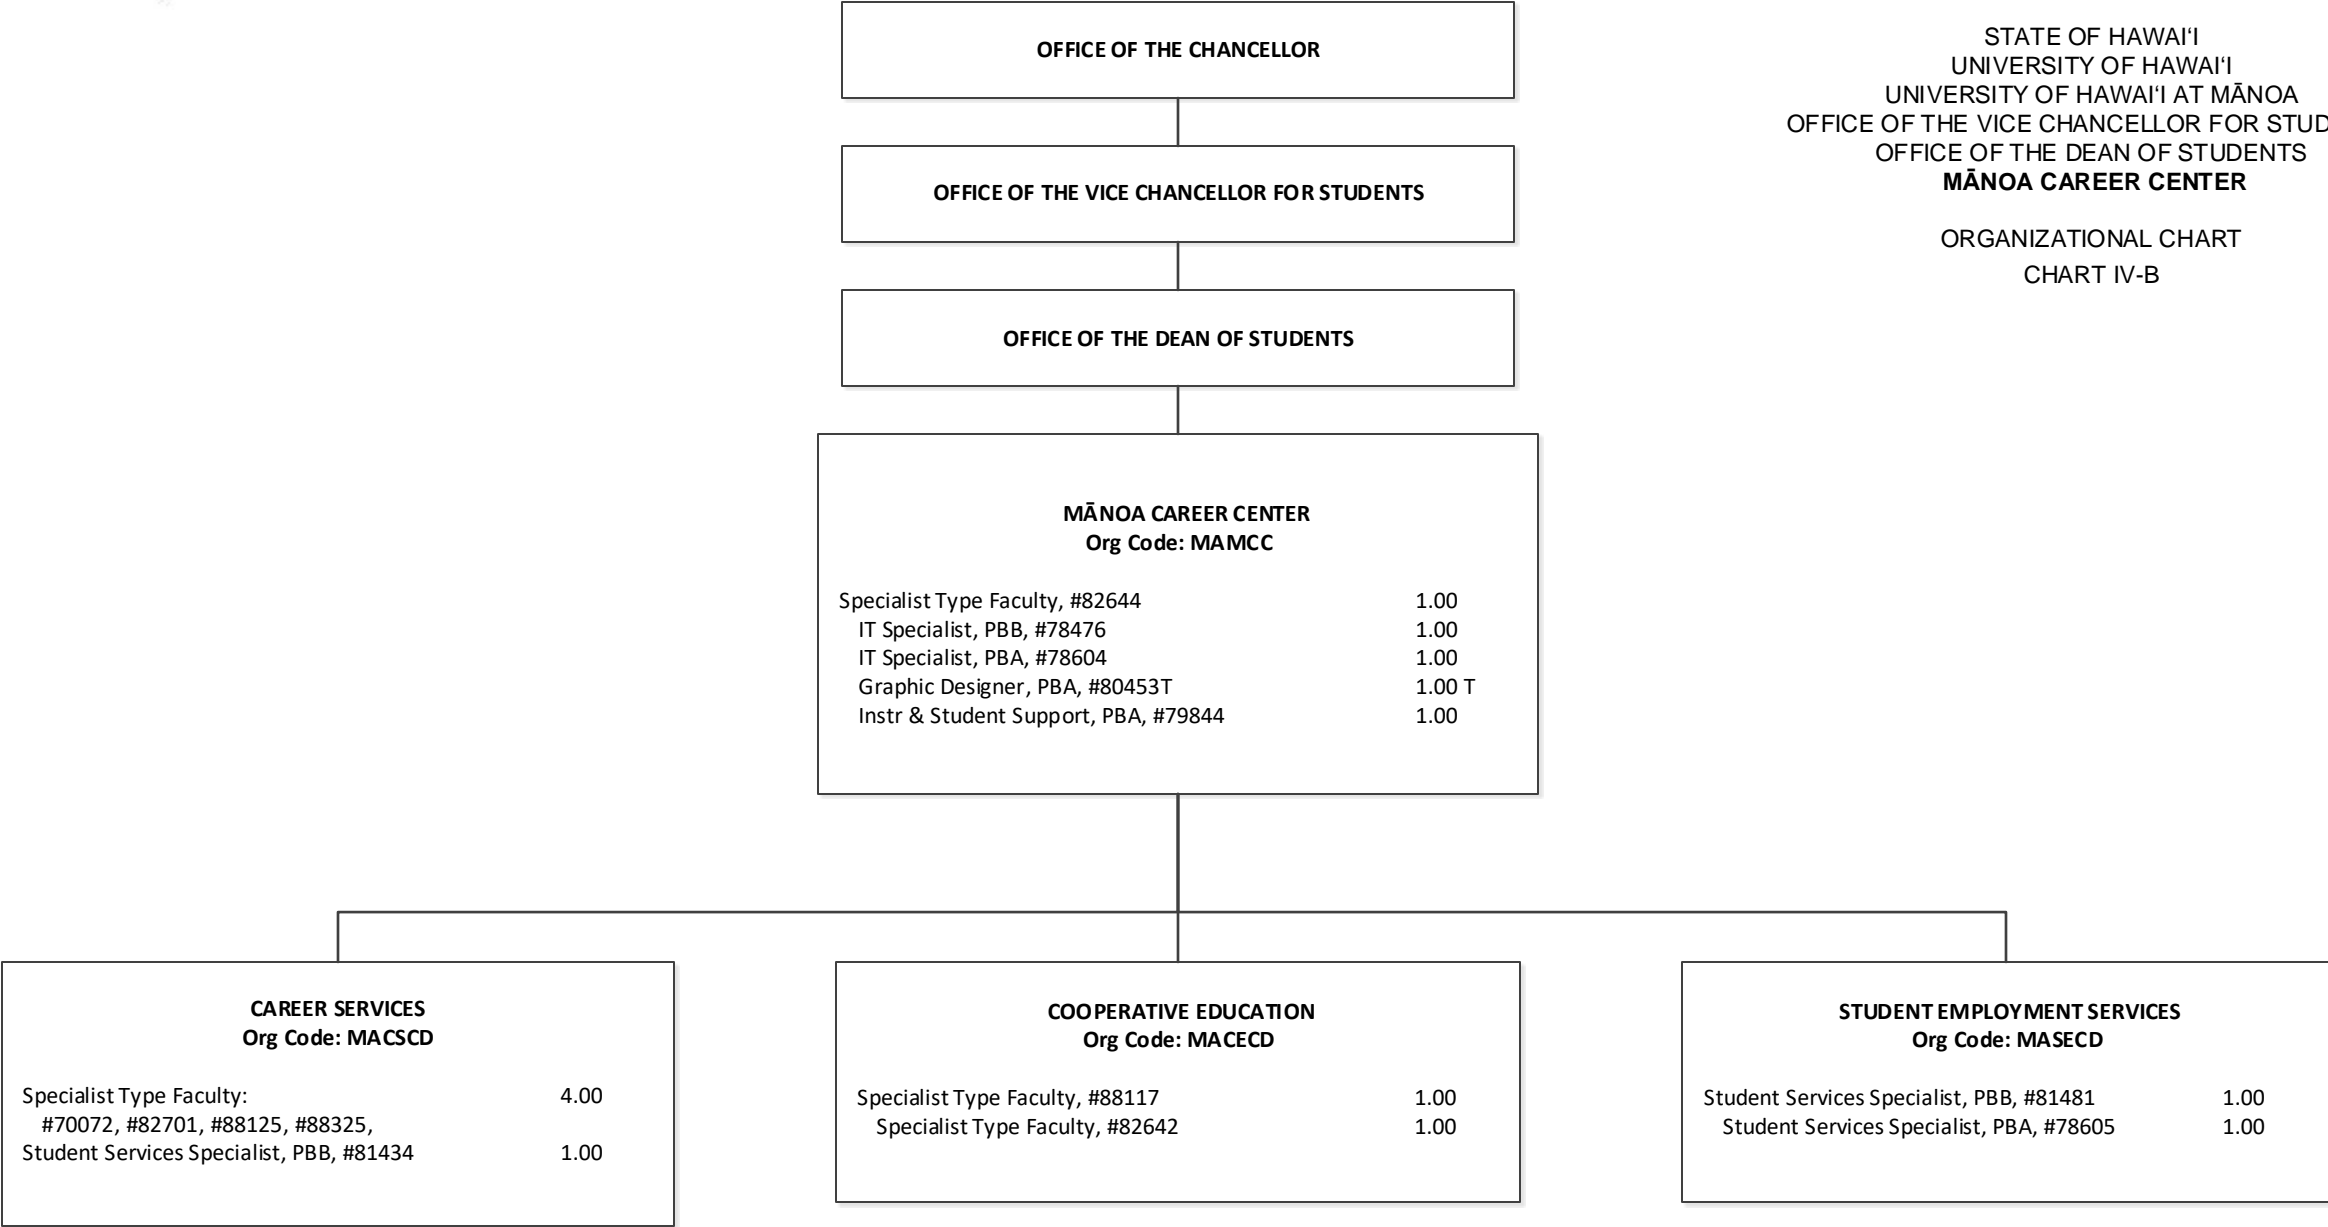 OFFICE OF THE CHANCELLOR
STATE OF HAWAIʻI
UNIVERSITY OF HAWAIʻI
UNIVERSITY OF HAWAIʻI AT MĀNOA
OFFICE OF THE VICE CHANCELLOR FOR
OFFICE OF THE DEAN OF STUDENTS
MĀNOA CAREER CENTER
ORGANIZATIONAL CHART
CHART IV-B
OFFICE OF THE VICE CHANCELLOR FOR STUDENTS
OFFICE OF THE DEAN OF STUDENTS
MĀNOA CAREER CENTER
Org Code: MAMCC
Specialist Type Faculty, #82644 1.00
IT Specialist, PBB, #78476 1.00
IT Specialist, PBA, #78604 1.00
Graphic Designer, PBA, #80453T 1.00 T
Instr & Student Support, PBA, #79844 1.00
CAREER SERVICES
Org Code: MACSCD
Specialist Type Faculty: 4.00
#70072, #82701, #88125, #88325,
Student Services Specialist, PBB, #81434 1.00
COOPERATIVE EDUCATION
Org Code: MACECD
Specialist Type Faculty, #88117 1.00
Specialist Type Faculty, #82642 1.00
STUDENT EMPLOYMENT SERVICES
Org Code: MASECD
Student Services Specialist, PBB, #81481 1.00
Student Services Specialist, PBA, #78605 1.00